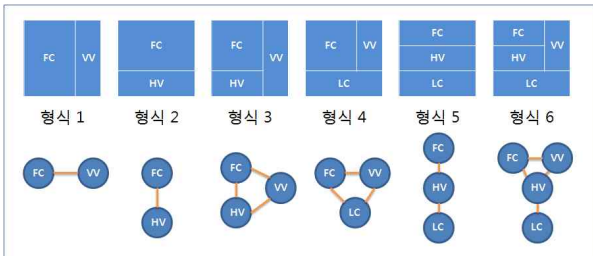 FC VV FC FC VV FC VV FC FC VV
HV HV HV HV
HV LC LC LC
형식 1 형식 2 형식 3 형식 4 형식 5 형식 6
FC VV FC FC VV FC VV FC FC VV
HV HV LC HV HV
LC LC